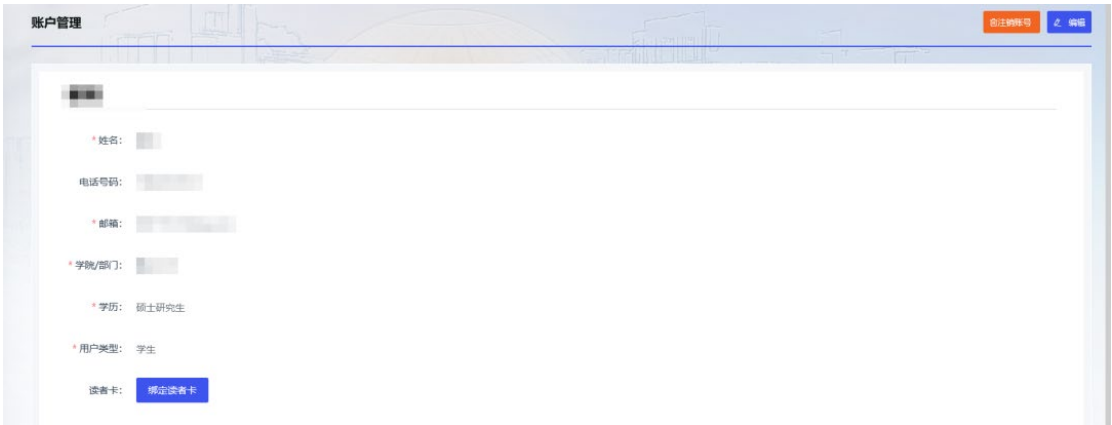 账户管理
注销账号
编辑
*姓名：
电话号码：
*邮箱：
*学院/部门：
*学历： 硕士研究生
*用户类型： 学生
读者卡： 绑定读者卡